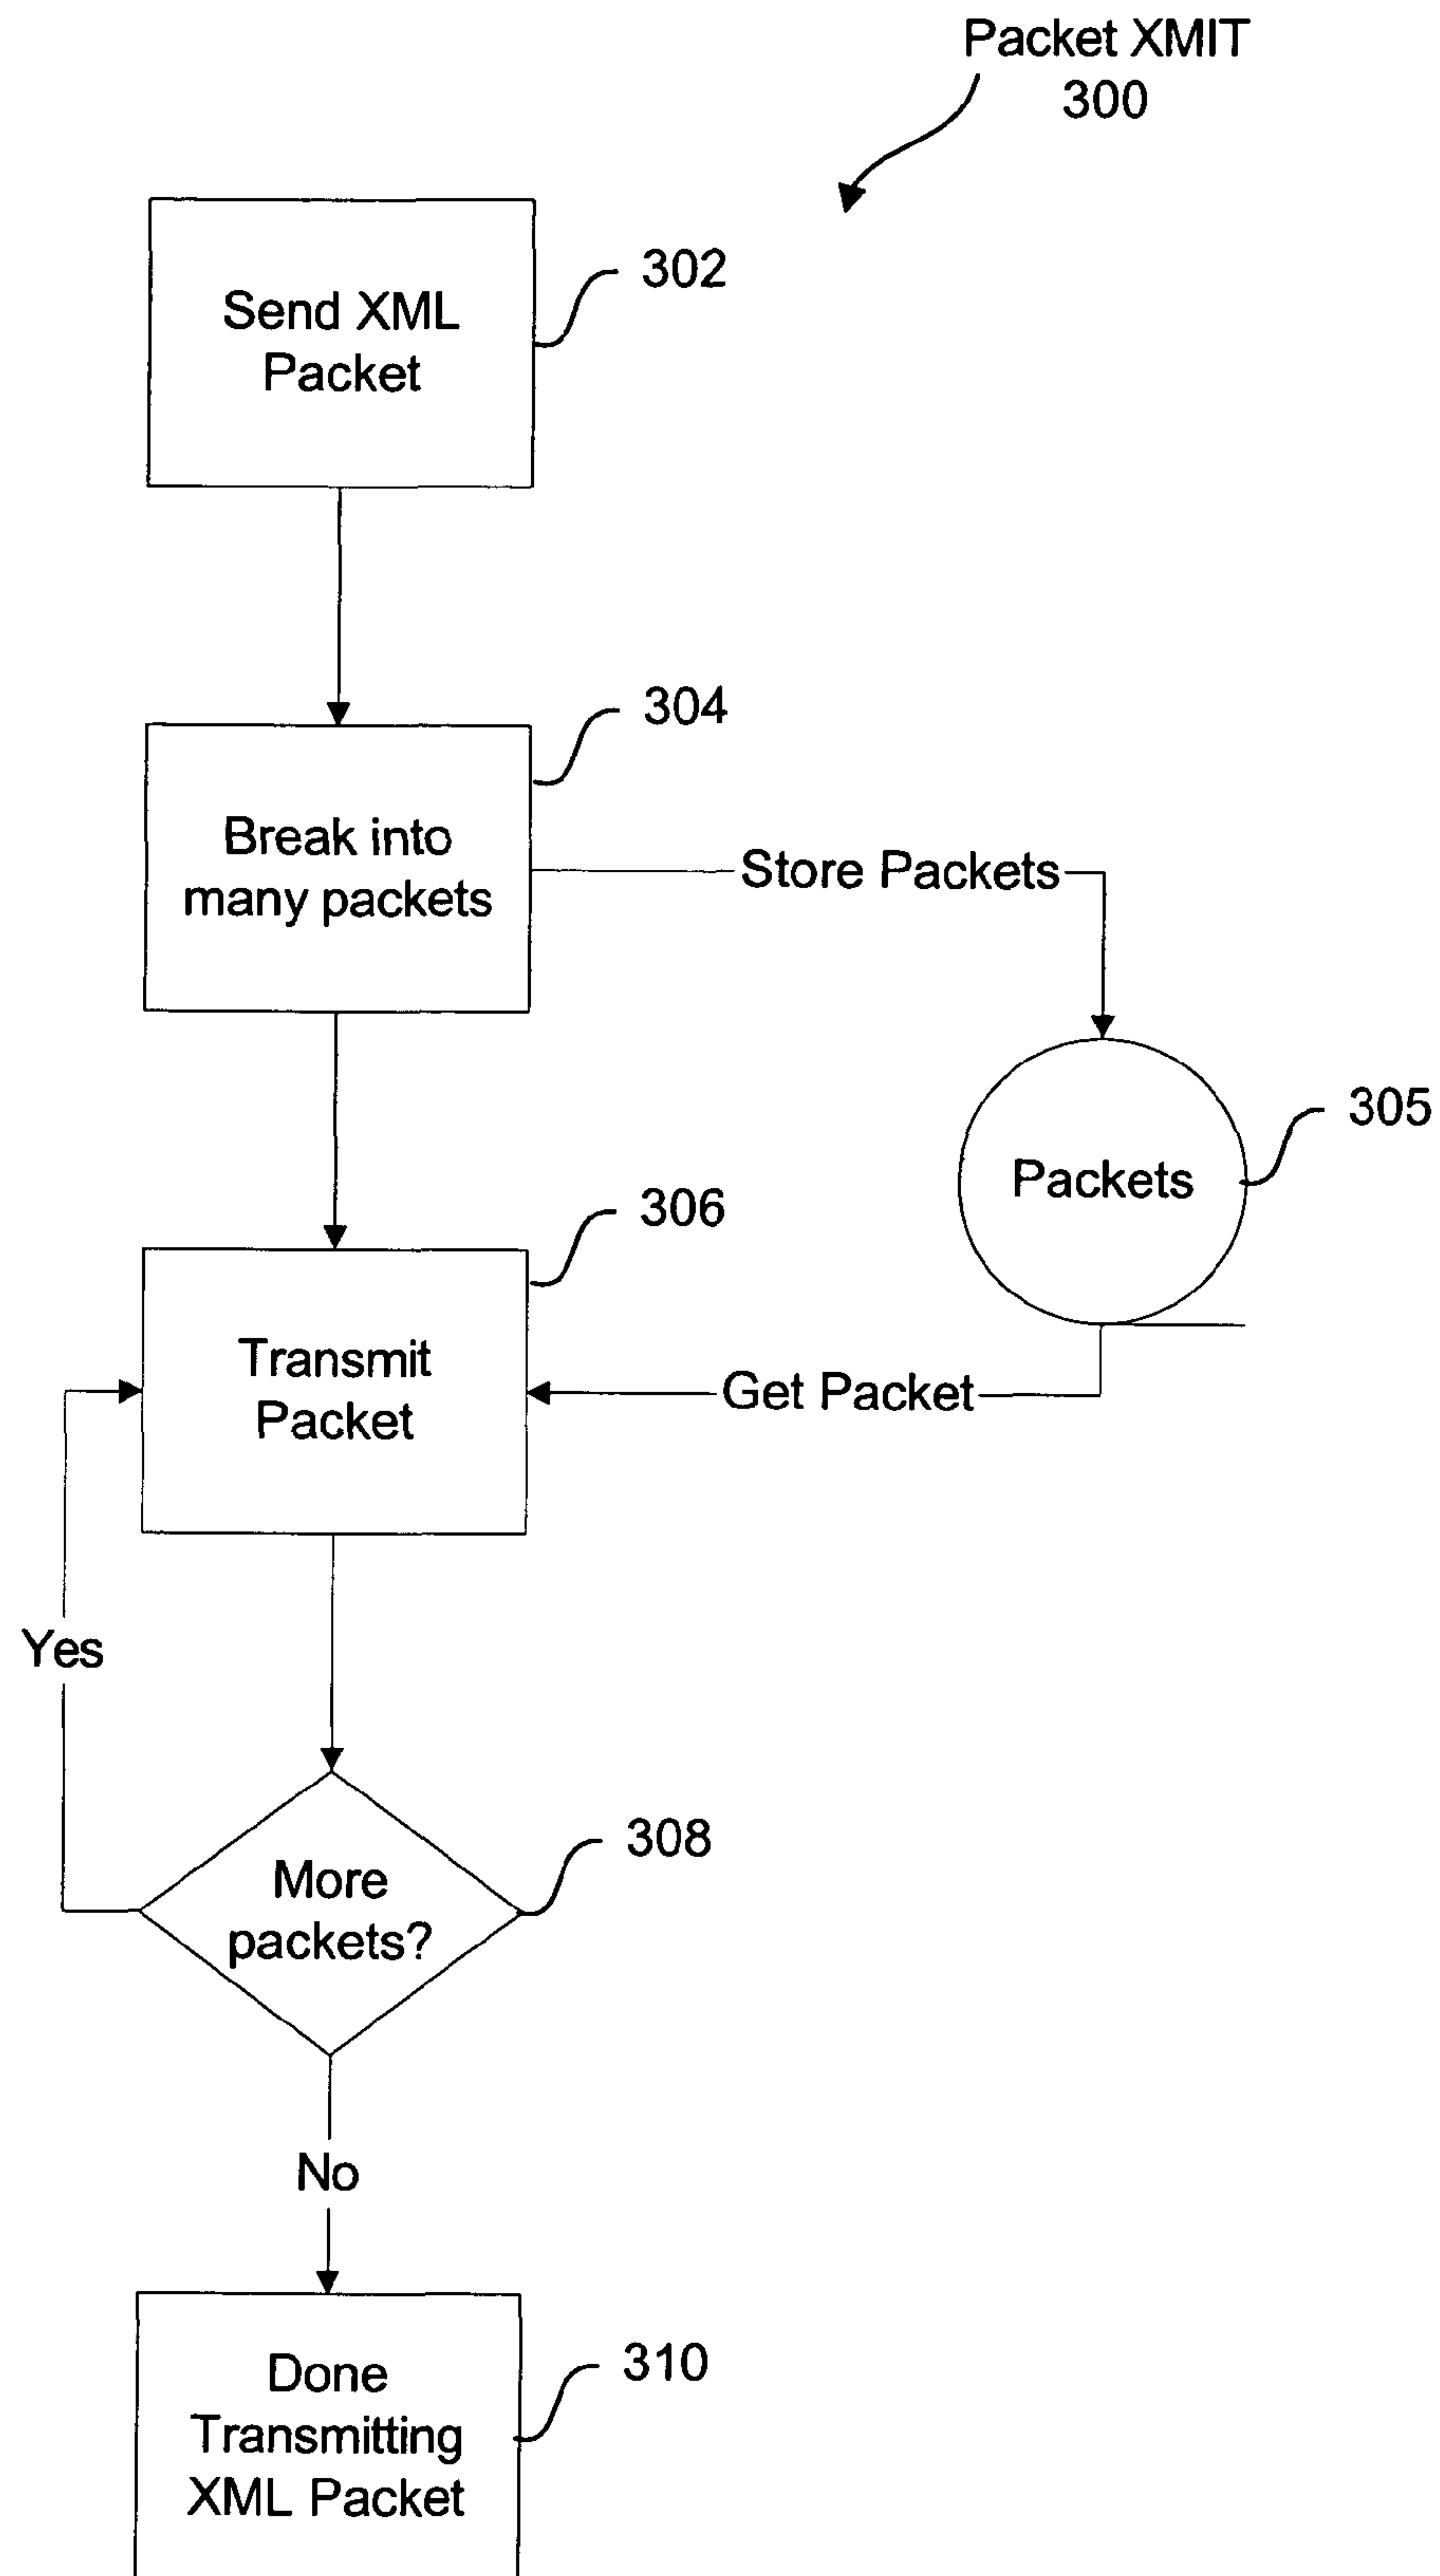 Packet XMIT
300
Send XML
Packet
302
Break into
many packets
304
Store Packets
Packets
305
Transmit
Packet
306
Get Packet
Yes
More
packets?
308
No
Done
Transmitting
XML Packet
310